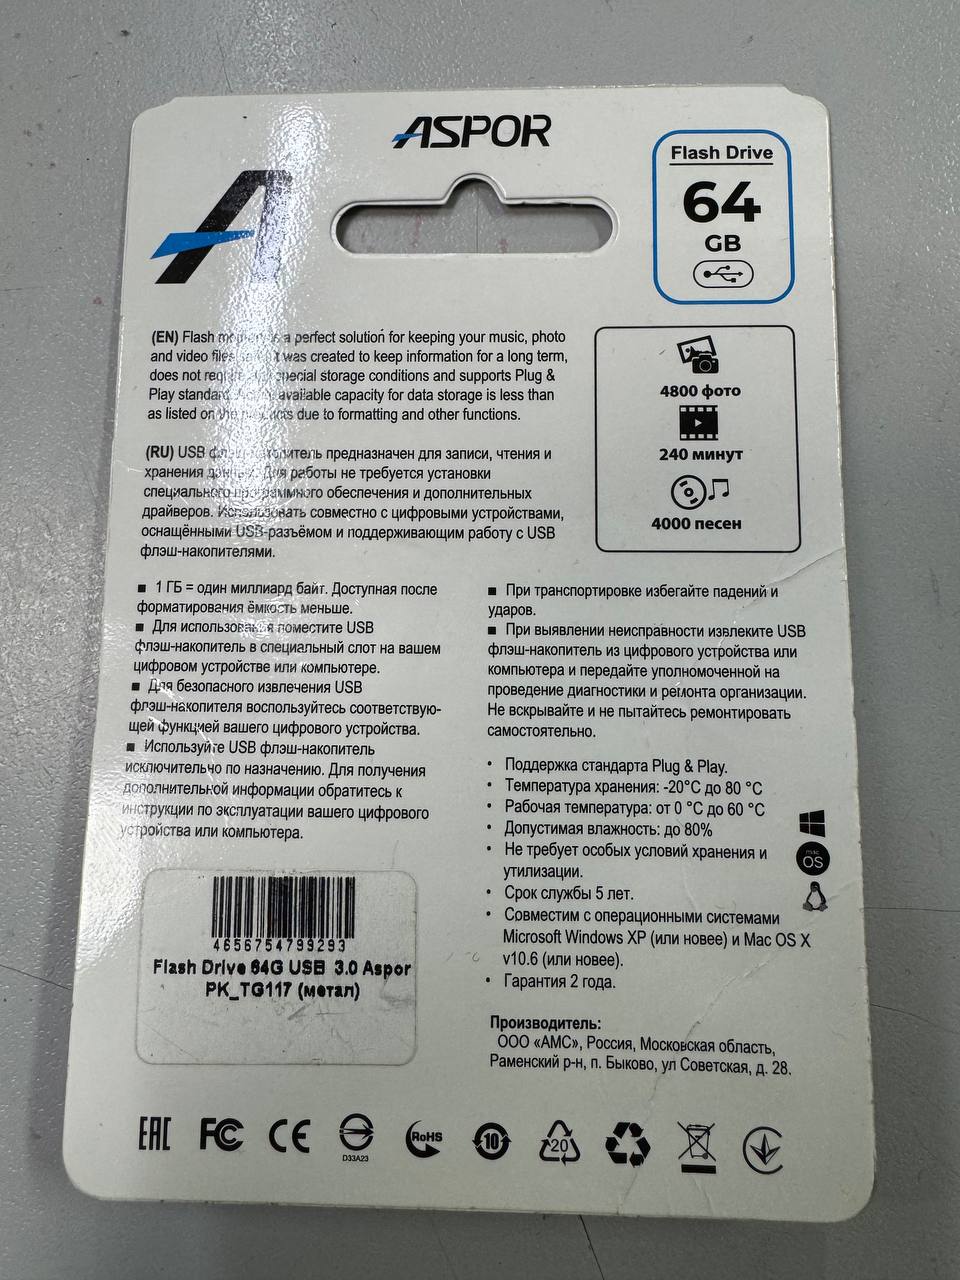 ASPOR
Flash Drive
64
GB
(EN) Flash memory is a perfect solution for keeping your music, photo
and video files. It was created to keep information for a long term,
does not require special storage conditions and supports Plug &
Play standard. available capacity for data storage is less than
as listed on the products due to formatting and other functions.
4800 фото
240 минут
4000 песен
(RU) USB флэш-накопитель предназначен для записи, чтения и
хранения данных. Для работы не требуется установки
специального программного обеспечения и дополнительных
драйверов. Использовать совместно с цифровыми устройствами,
оснащёнными USB-разъёмом и поддерживающим работу с USB
флэш-накопителями.
■ 1 ГБ = один миллиард байт. Доступная после
форматирования ёмкость меньше.
■ Для использования поместите USB
флэш-накопитель в специальный слот на вашем
цифровом устройстве или компьютере.
■ Для безопасного извлечения USB
флэш-накопителя воспользуйтесь соответствую-
щей функцией вашего цифрового устройства.
■ Используйте USB флэш-накопитель
исключительно по назначению. Для получения
дополнительной информации обратитесь к
инструкции по эксплуатации вашего цифрового
устройства или компьютера.
■ При транспортировке избегайте падений и
ударов.
■ При выявлении неисправности извлеките USB
флэш-накопитель из цифрового устройства или
компьютера и передайте уполномоченной на
проведение диагностики и ремонта организации.
Не вскрывайте и не пытайтесь ремонтировать
самостоятельно.
• Поддержка стандарта Plug & Play.
• Температура хранения: -20°C до 80 °C
• Рабочая температура: от 0 °C до 60 °C
• Допустимая влажность: до 80%
• Не требует особых условий хранения и
утилизации.
• Срок службы 5 лет.
• Совместим с операционными системами
Microsoft Windows XP (или новее) и Mac OS X
v10.6 (или новее).
• Гарантия 2 года.
mac
OS
4656754799293
Flash Drive 64G USB 3.0 Aspor
PK_TG117 (метал)
Производитель:
ООО «АМС», Россия, Московская область,
Раменский р-н, п. Быково, ул Советская, д. 28.
EAC FC CE D33A23 RoHS 10 20